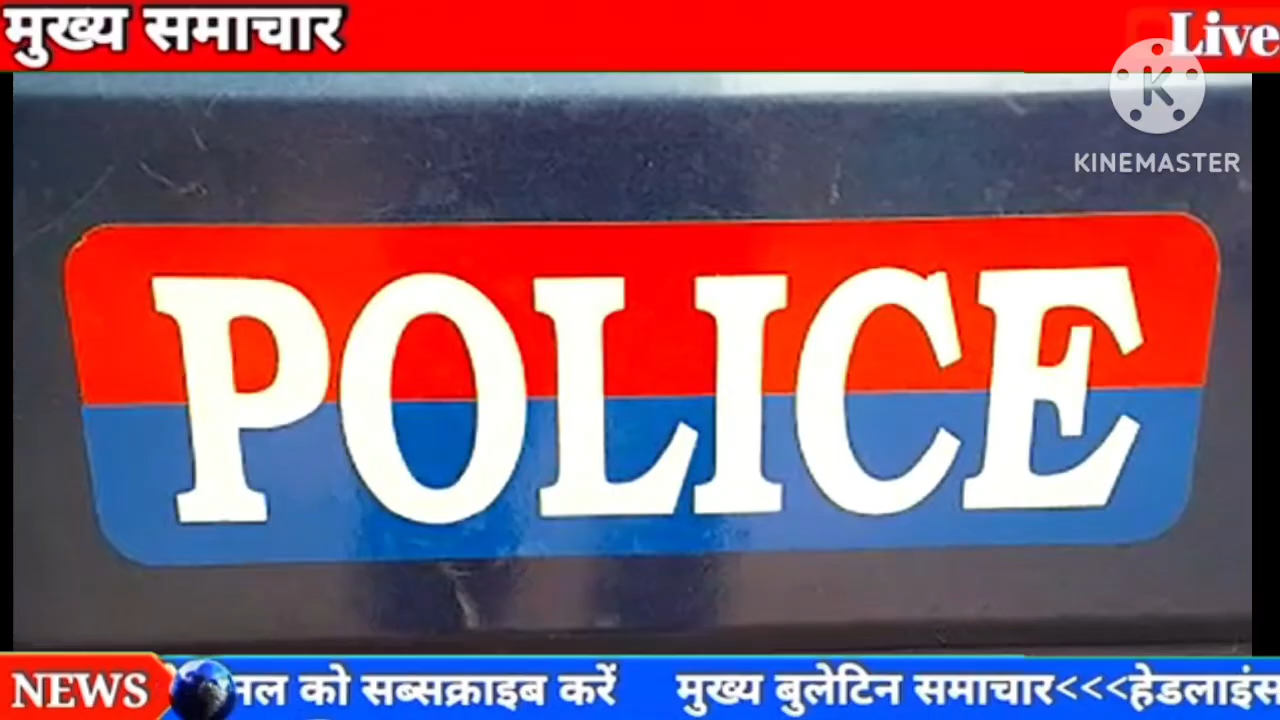 मुख्य समाचार
Live
K
KINEMASTER
POLICE
NEWS
नल को सब्सक्राइब करें मुख्य बुलेटिन समाचार<<<हेडलाइंस